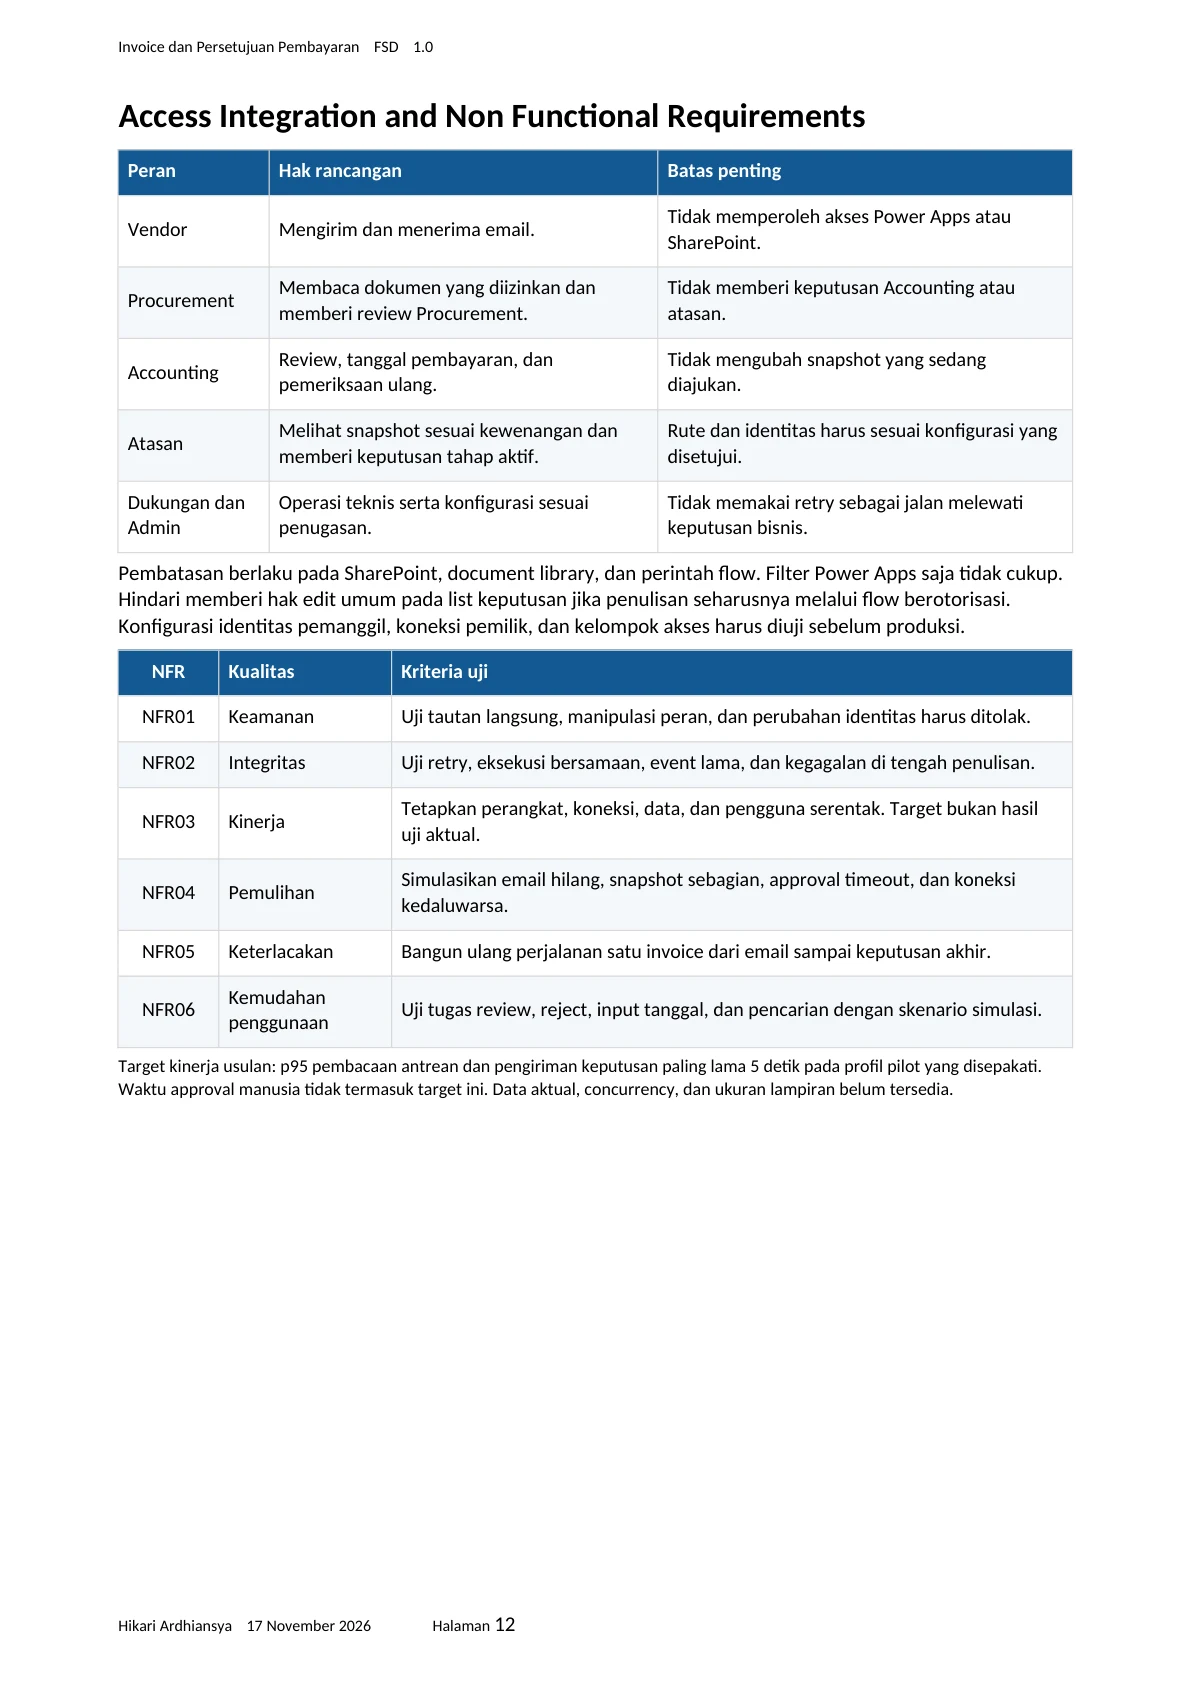 Invoice dan Persetujuan Pembayaran FSD 1.0
Access Integration and Non Functional Requirements
Peran Hak rancangan Batas penting
Vendor Mengirim dan menerima email. Tidak memperoleh akses Power Apps atau
SharePoint.
Procurement Membaca dokumen yang diizinkan dan
memberi review Procurement.
Tidak memberi keputusan Accounting atau
atasan.
Accounting Review, tanggal pembayaran, dan
pemeriksaan ulang.
Tidak mengubah snapshot yang sedang
diajukan.
Atasan Melihat snapshot sesuai kewenangan dan
memberi keputusan tahap aktif.
Rute dan identitas harus sesuai konfigurasi yang
disetujui.
Dukungan dan
Admin
Operasi teknis serta konfigurasi sesuai
penugasan.
Tidak memakai retry sebagai jalan melewati
keputusan bisnis.
Pembatasan berlaku pada SharePoint, document library, dan perintah flow. Filter Power Apps saja tidak cukup.
Hindari memberi hak edit umum pada list keputusan jika penulisan seharusnya melalui flow berotorisasi.
Konfigurasi identitas pemanggil, koneksi pemilik, dan kelompok akses harus diuji sebelum produksi.
NFR Kualitas Kriteria uji
NFR01 Keamanan Uji tautan langsung, manipulasi peran, dan perubahan identitas harus ditolak.
NFR02 Integritas Uji retry, eksekusi bersamaan, event lama, dan kegagalan di tengah penulisan.
NFR03 Kinerja Tetapkan perangkat, koneksi, data, dan pengguna serentak. Target bukan hasil
uji aktual.
NFR04 Pemulihan Simulasikan email hilang, snapshot sebagian, approval timeout, dan koneksi
kedaluwarsa.
NFR05 Keterlacakan Bangun ulang perjalanan satu invoice dari email sampai keputusan akhir.
NFR06 Kemudahan
penggunaan
Uji tugas review, reject, input tanggal, dan pencarian dengan skenario simulasi.
Target kinerja usulan: p95 pembacaan antrean dan pengiriman keputusan paling lama 5 detik pada profil pilot yang disepakati.
Waktu approval manusia tidak termasuk target ini. Data aktual, concurrency, dan ukuran lampiran belum tersedia.
Hikari Ardhiansya 17 November 2026 Halaman 12